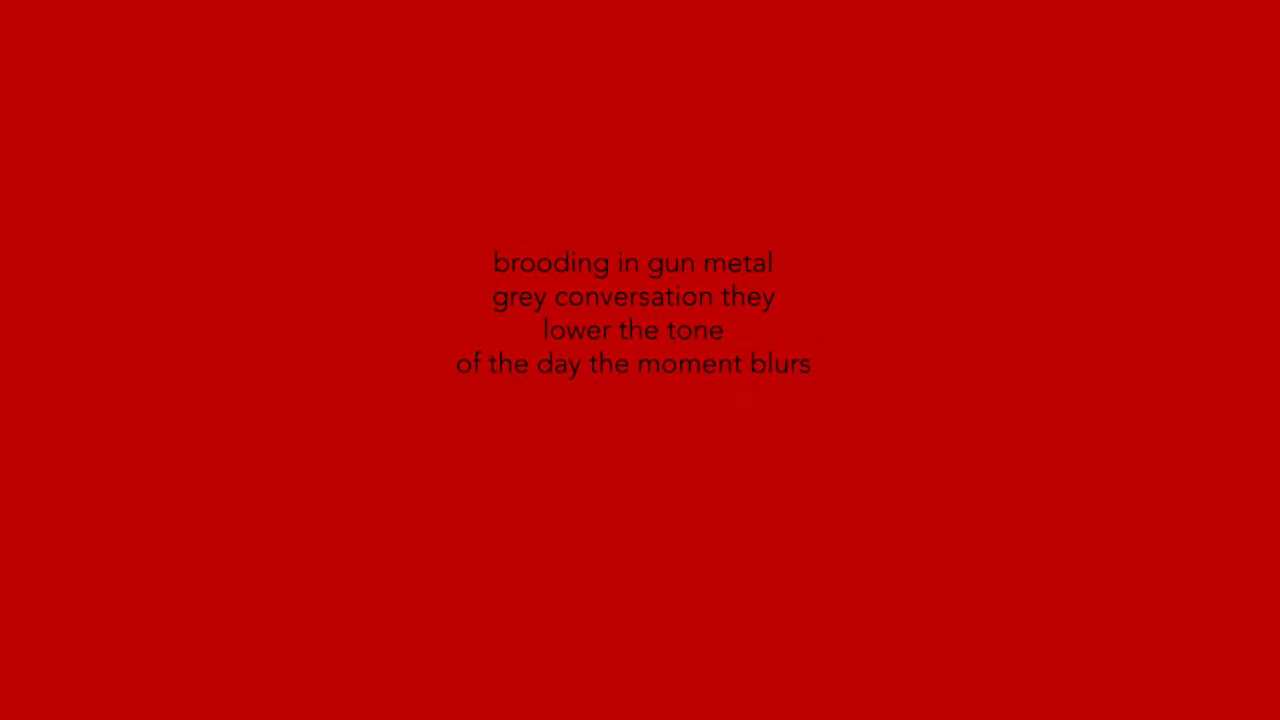 brooding in gun metal
grey conversation they
lower the tone
of the day the moment blurs